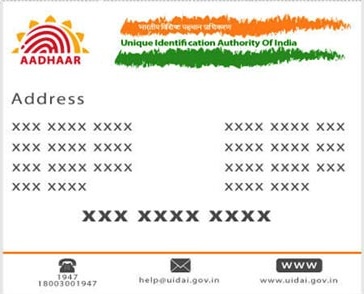 भारतीय विशिष्ट पहचान प्राधिकरण
Unique Identification Authority Of India
AADHAAR
Address
xxx xxxx xxxx xxxx xxxx xxx
xxx xxxx xxxx xxxx xxxx xxx
xxx xxxx xxxx xxxx xxxx xxx
xxx xxxx xxxx xxxx
xxx xxxx xxxx
www
1947
18003001947
help@uidai.gov.in
www.uidai.gov.in